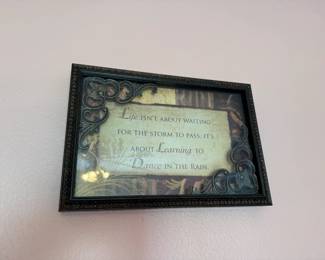 Life isn't about waiting
for the storm to pass, it's
about Learning to
Dance in the Rain.